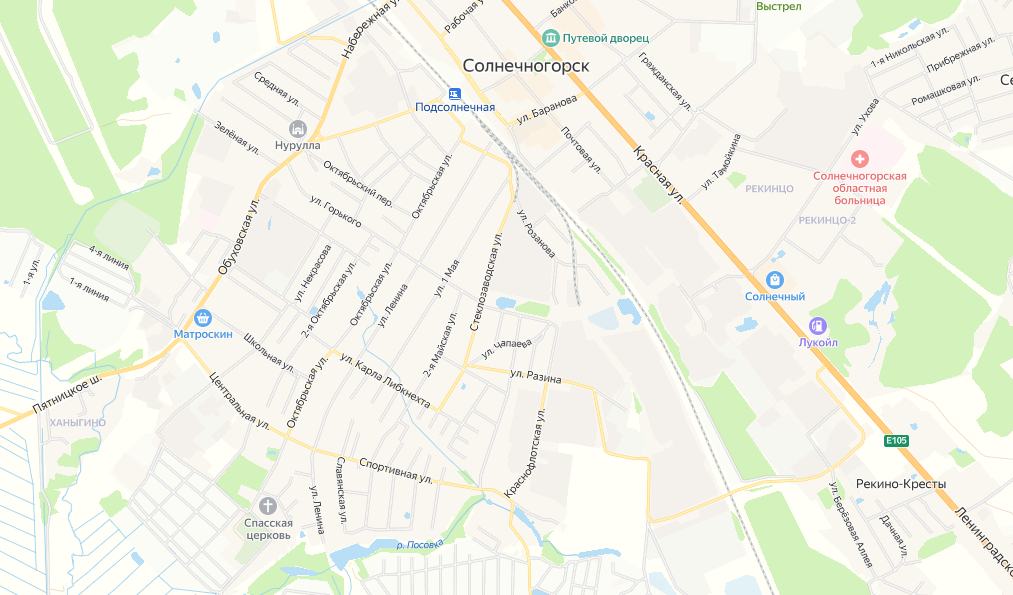 Выстрел
Банко
Рабочая у
Набережная ул.
Путевой дворец
Солнечногорск
1-я Никольская ул.
Прибрежная ул.
Гражданская ул.
Средняя ул.
Подсолнечная
ул. Баранова
Ромашковая ул.
Се
ул. Ухова
Зелёная ул.
Нурулла
Почтовая ул.
Красная ул.
ул. Тамойкина
Солнечногорская
областная
больница
Октябрьский пер.
Октябрьская ул.
РЕКИНЦО
ул. Горького
Обуховская ул.
ул. Розанова
РЕКИНЦО-2
4-я линия
1-я ул.
1-я линия
ул. Некрасова
2-я Октябрьская ул.
Октябрьская ул.
ул. Ленина
ул. 1 Мая
Стеклозаводская ул.
Солнечный
Матроскин
Лукойл
Школьная ул.
2-я Майская ул.
ул. Чапаева
ул. Карла Либкнехта
ул. Разина
Пятницкое ш.
Центральная ул.
Октябрьская ул.
ХАНЫГИНО
E105
Краснофлотская ул.
Спортивная ул.
Славянская ул.
ул. Ленина
Рекино-Кресты
ул. Берёзовая Аллея
Дачная ул.
Ленинградско
Спасская
церковь
р. Посовка